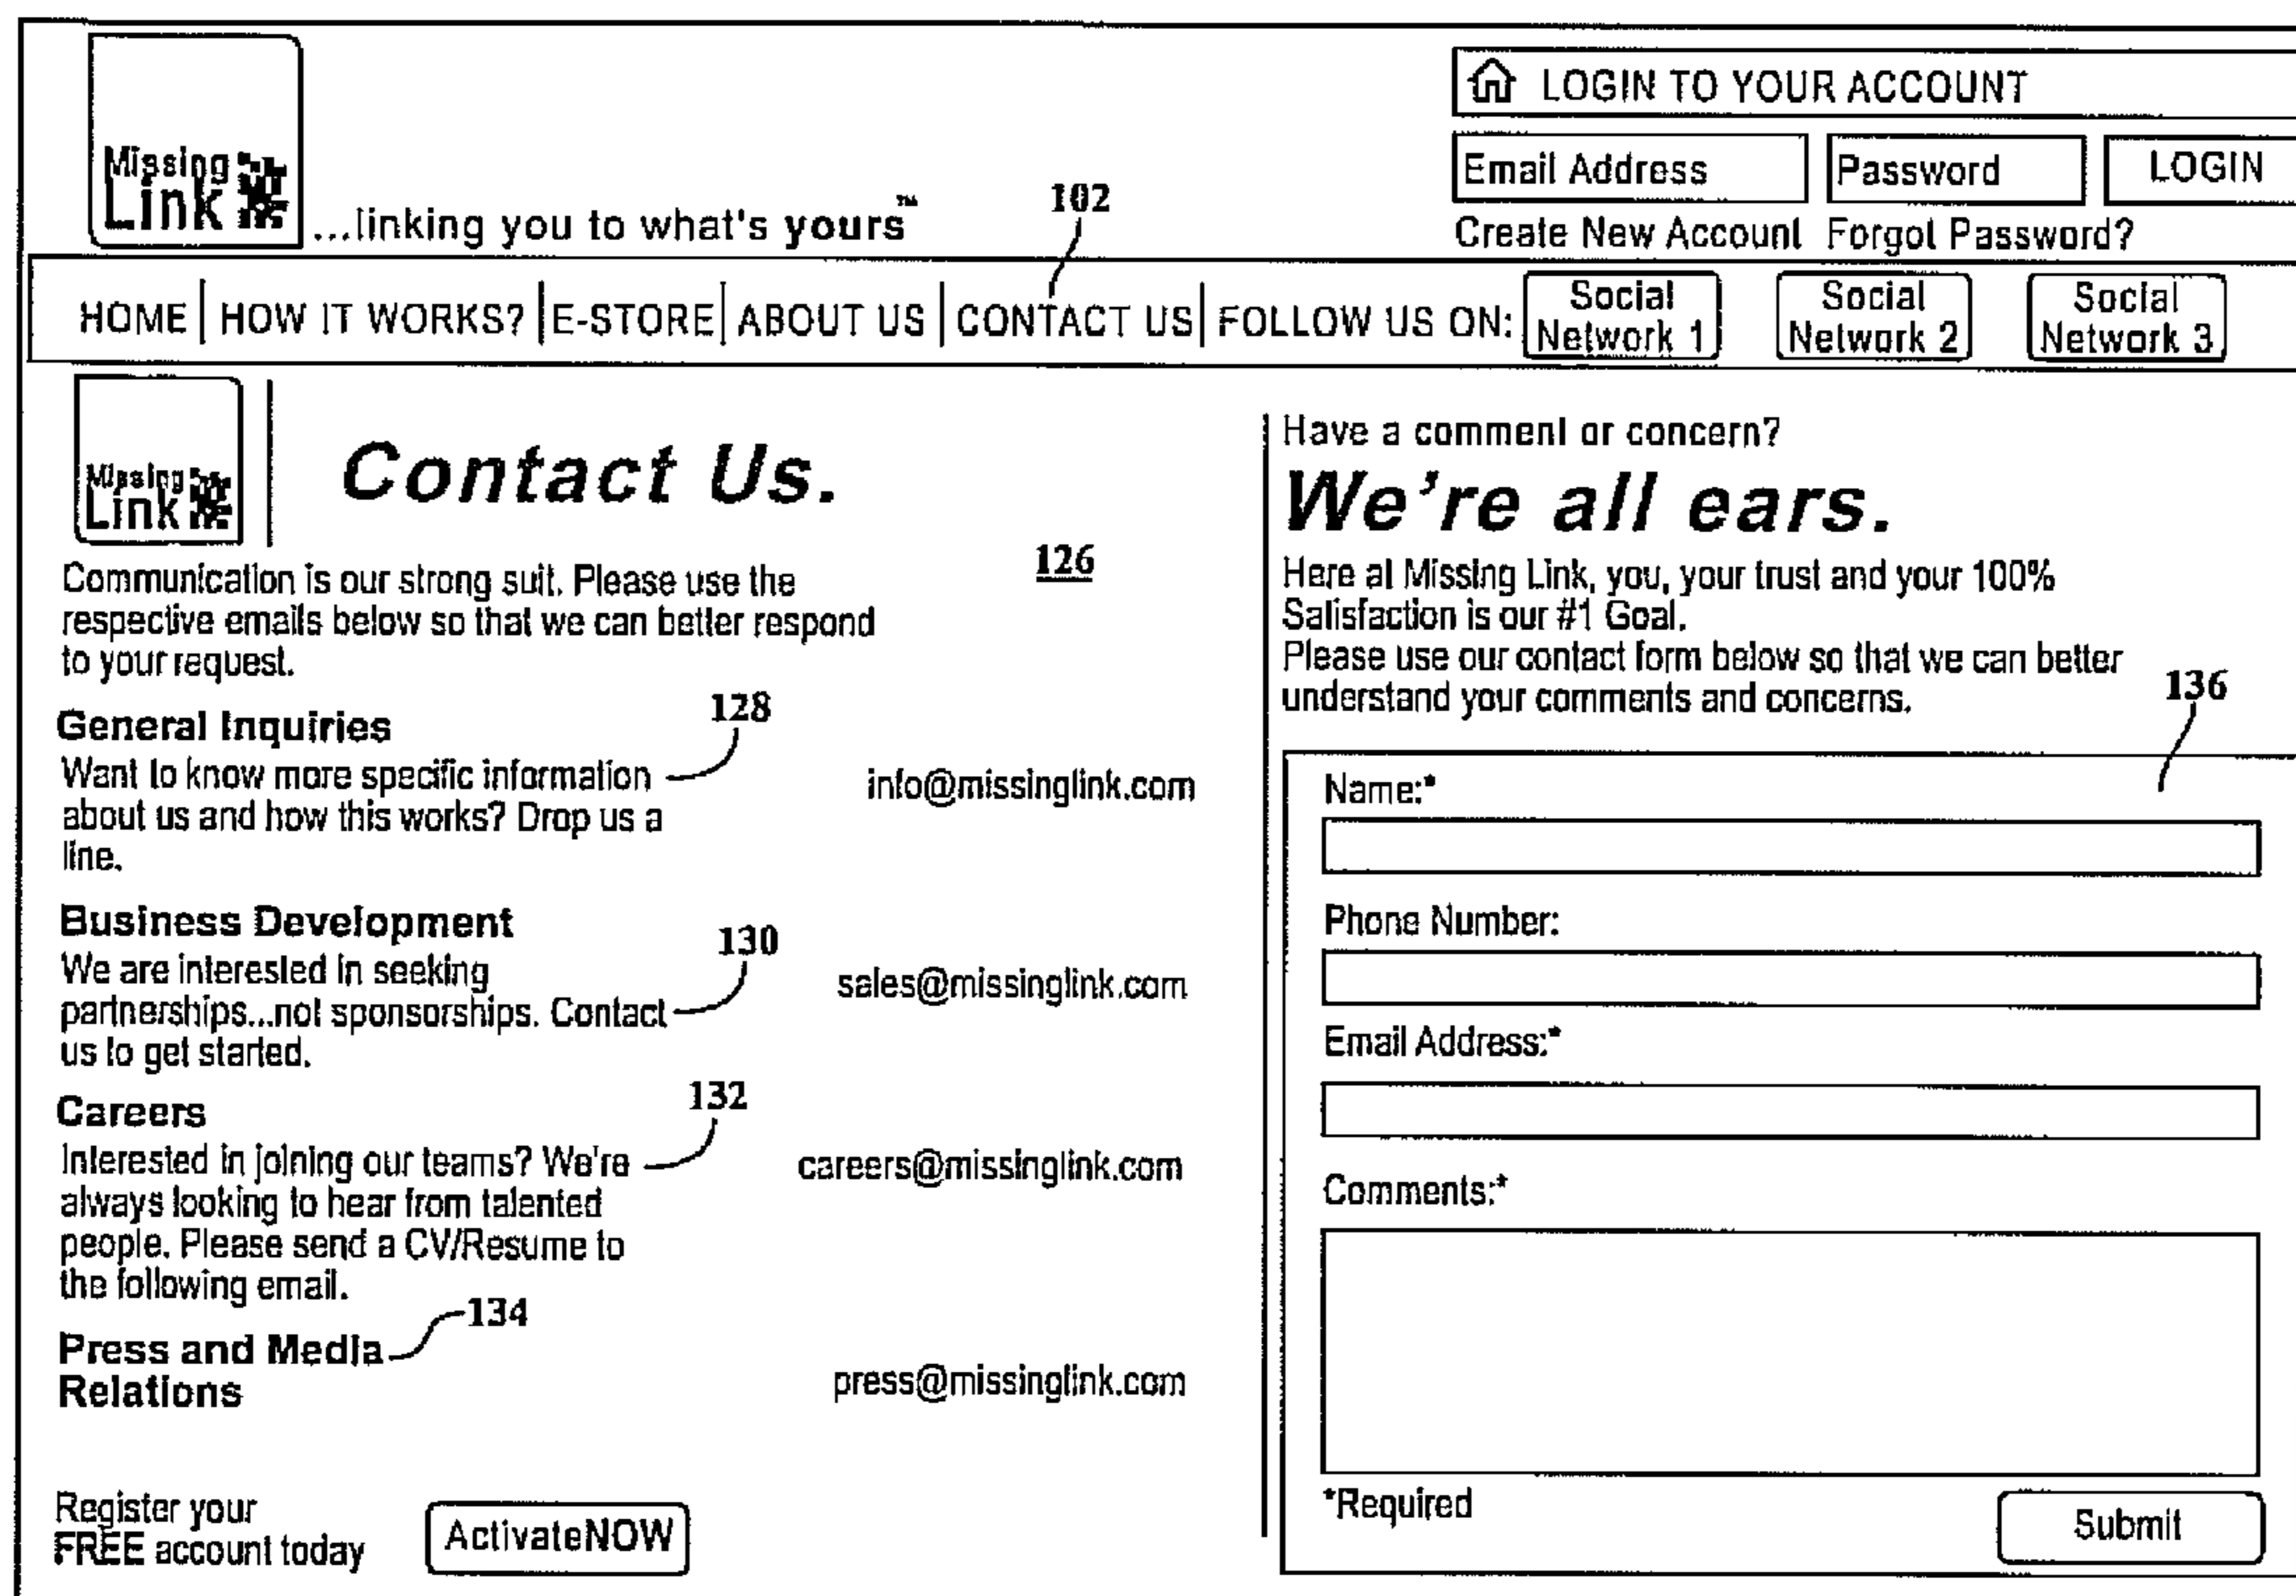 Missing
Link
...linking you to what's yours™
102
LOGIN TO YOUR ACCOUNT
Email Address
Password
LOGIN
Create New Account Forgot Password?
HOME
HOW IT WORKS?
E-STORE
ABOUT US
CONTACT US
FOLLOW US ON:
Social
Network 1
Social
Network 2
Social
Network 3
Missing
Link
Contact Us.
126
Communication is our strong suit. Please use the
respective emails below so that we can better respond
to your request.
General Inquiries
128
Want to know more specific information
about us and how this works? Drop us a
line.
info@missinglink.com
Business Development
130
We are interested in seeking
partnerships...not sponsorships. Contact
us to get started.
sales@missinglink.com
Careers
132
Interested in joining our teams? We're
always looking to hear from talented
people. Please send a CV/Resume to
the following email.
careers@missinglink.com
134
Press and Media
Relations
press@missinglink.com
Register your
FREE account today
ActivateNOW
Have a comment or concern?
We're all ears.
Here at Missing Link, you, your trust and your 100%
Satisfaction is our #1 Goal.
Please use our contact form below so that we can better
understand your comments and concerns.
136
Name:*
Phone Number:
Email Address:*
Comments:*
*Required
Submit